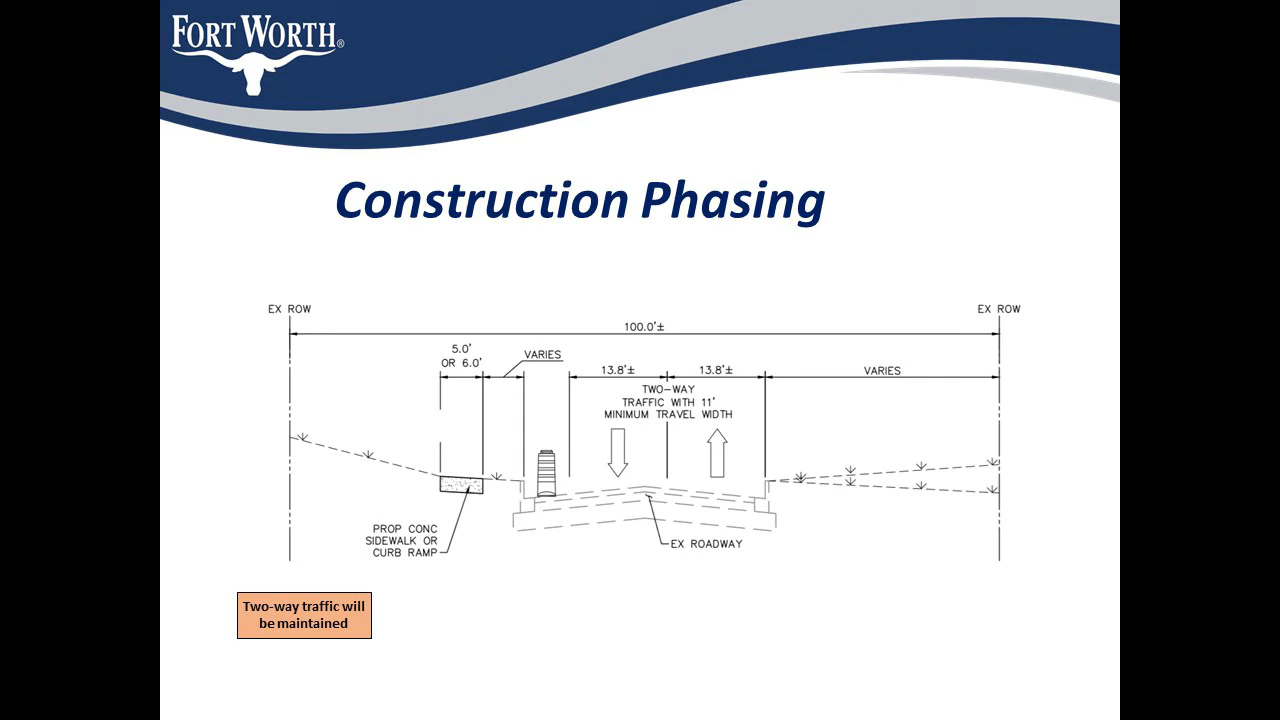 FORT WORTH®
Construction Phasing
EX ROW
EX ROW
100.0'±
5.0'
OR 6.0'
VARIES
13.8'±
13.8'±
VARIES
TWO-WAY
TRAFFIC WITH 11'
MINIMUM TRAVEL WIDTH
PROP CONC
SIDEWALK OR
CURB RAMP
EX ROADWAY
Two-way traffic will
be maintained